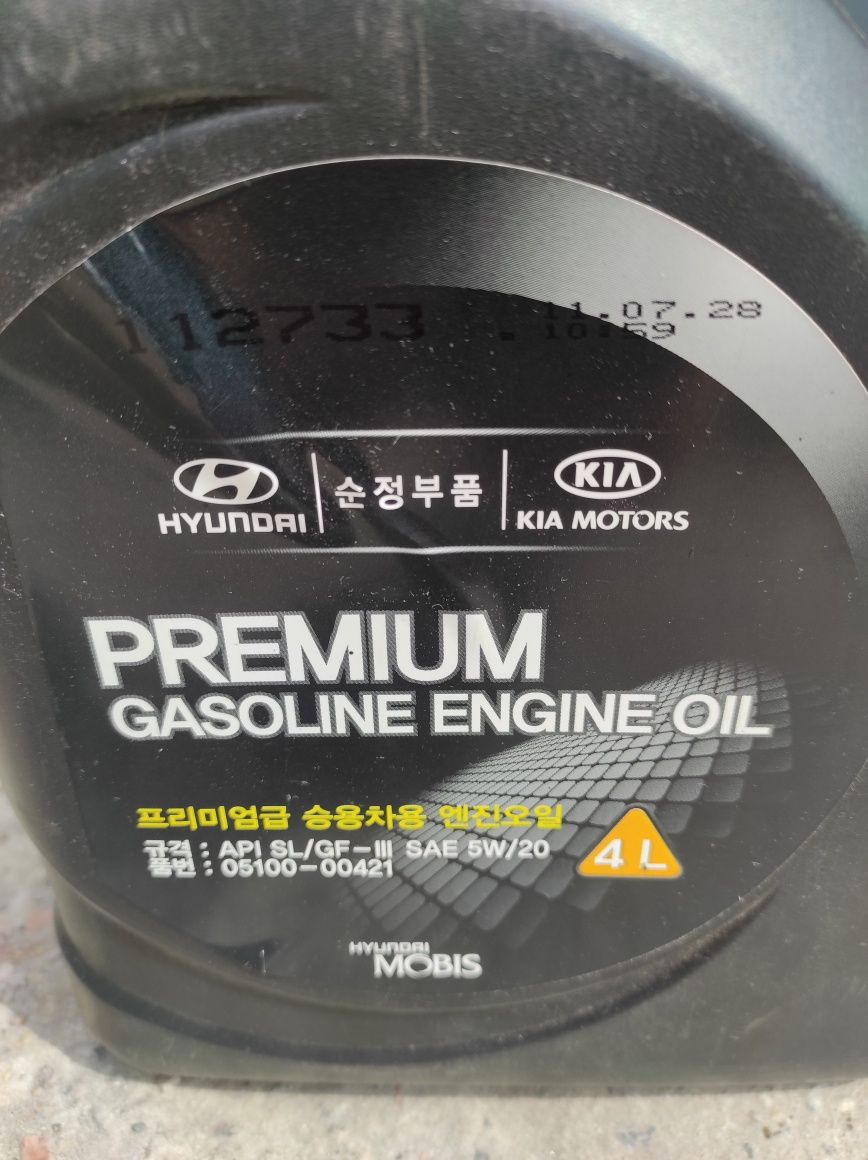 112733 . 11.07.28
10:59
HYUNDAI 순정부품 KIA
KIA MOTORS
PREMIUM
GASOLINE ENGINE OIL
프리미엄급 승용차용 엔진오일
규격 : API SL/GF-III SAE 5W/20
품번 : 05100-00421
4 L
HYUNDAI
MOBIS